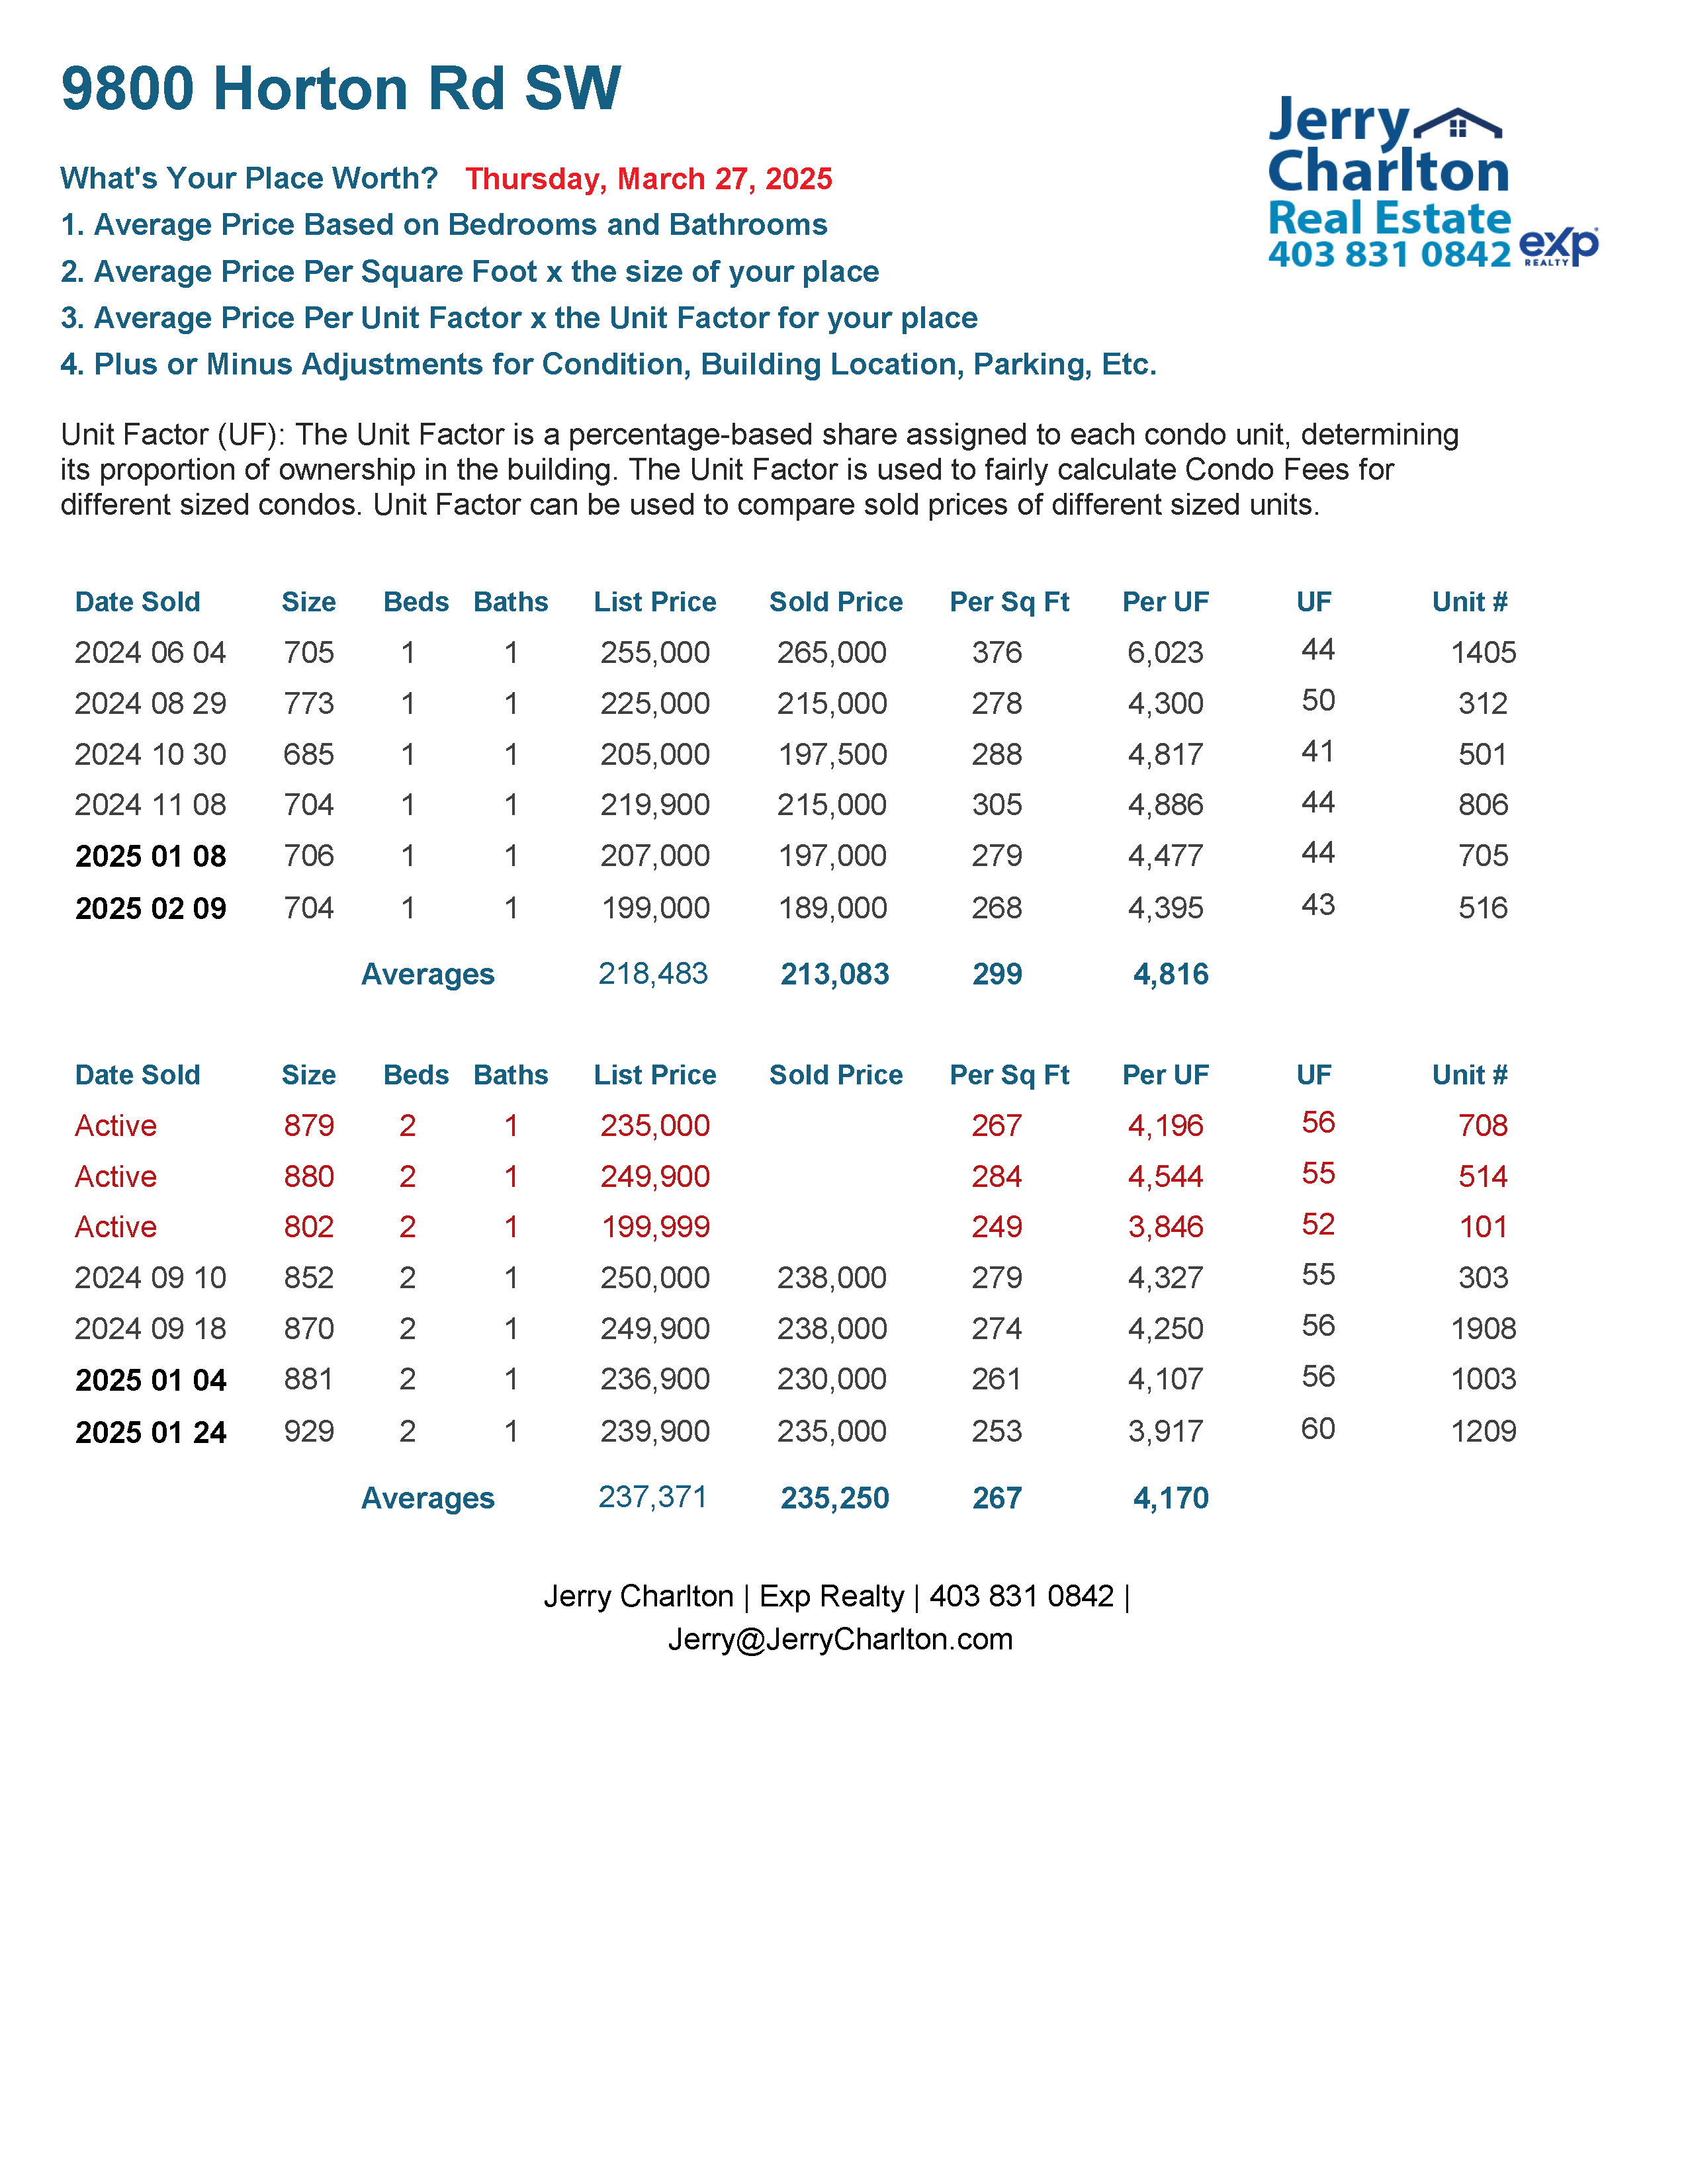 9800 Horton Rd SW
Jerry
Charlton
Real Estate
403 831 0842 eXp REALTY
What's Your Place Worth? Thursday, March 27, 2025
1. Average Price Based on Bedrooms and Bathrooms
2. Average Price Per Square Foot x the size of your place
3. Average Price Per Unit Factor x the Unit Factor for your place
4. Plus or Minus Adjustments for Condition, Building Location, Parking, Etc.
Unit Factor (UF): The Unit Factor is a percentage-based share assigned to each condo unit, determining
its proportion of ownership in the building. The Unit Factor is used to fairly calculate Condo Fees for
different sized condos. Unit Factor can be used to compare sold prices of different sized units.
Date Sold Size Beds Baths List Price Sold Price Per Sq Ft Per UF UF Unit #
2024 06 04 705 1 1 255,000 265,000 376 6,023 44 1405
2024 08 29 773 1 1 225,000 215,000 278 4,300 50 312
2024 10 30 685 1 1 205,000 197,500 288 4,817 41 501
2024 11 08 704 1 1 219,900 215,000 305 4,886 44 806
2025 01 08 706 1 1 207,000 197,000 279 4,477 44 705
2025 02 09 704 1 1 199,000 189,000 268 4,395 43 516
Averages 218,483 213,083 299 4,816
Date Sold Size Beds Baths List Price Sold Price Per Sq Ft Per UF UF Unit #
Active 879 2 1 235,000 267 4,196 56 708
Active 880 2 1 249,900 284 4,544 55 514
Active 802 2 1 199,999 249 3,846 52 101
2024 09 10 852 2 1 250,000 238,000 279 4,327 55 303
2024 09 18 870 2 1 249,900 238,000 274 4,250 56 1908
2025 01 04 881 2 1 236,900 230,000 261 4,107 56 1003
2025 01 24 929 2 1 239,900 235,000 253 3,917 60 1209
Averages 237,371 235,250 267 4,170
Jerry Charlton | Exp Realty | 403 831 0842 |
Jerry@JerryCharlton.com